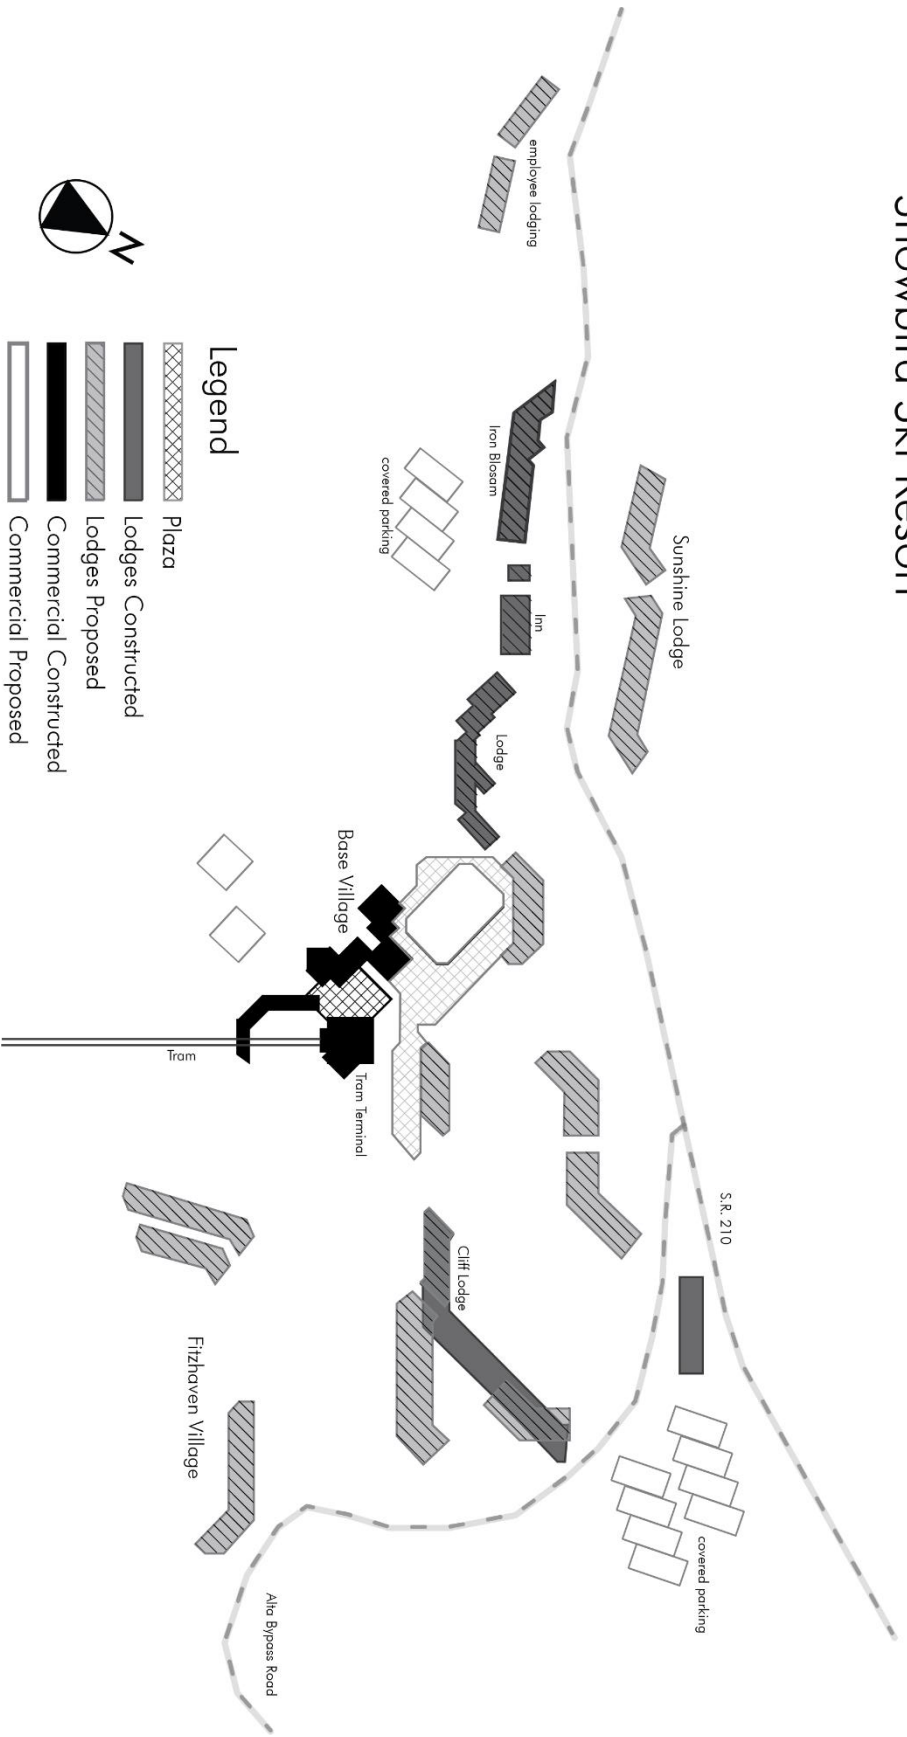 Snowbird Ski Resort
employee lodging
Iron Blosam
covered parking
Inn
Sunshine Lodge
Lodge
Base Village
Tram
Tram Terminal
S.R. 210
Cliff Lodge
Fitzhaven Village
covered parking
Alta Bypass Road
N
Legend
Plaza
Lodges Constructed
Lodges Proposed
Commercial Constructed
Commercial Proposed